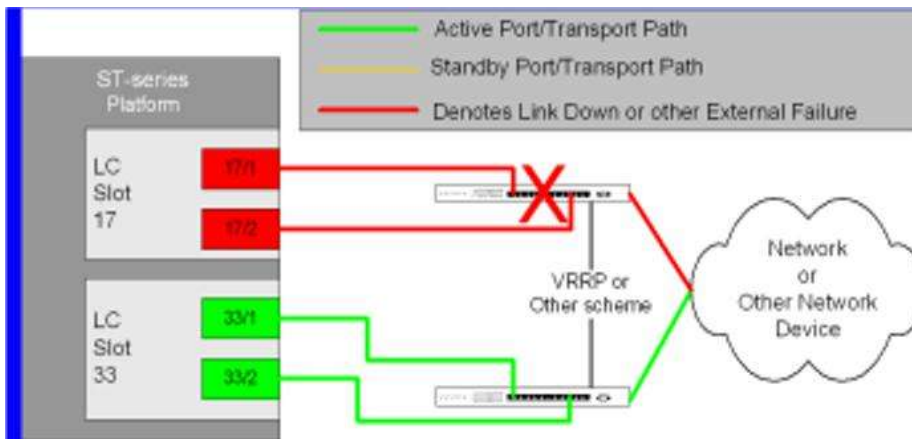 Active Port/Transport Path
Standby Port/Transport Path
Denotes Link Down or other External Failure
ST-series
Platform
LC
Slot
17
17/1
17/2
LC
Slot
33
33/1
33/2
VRRP or
Other scheme
Network
or
Other Network
Device